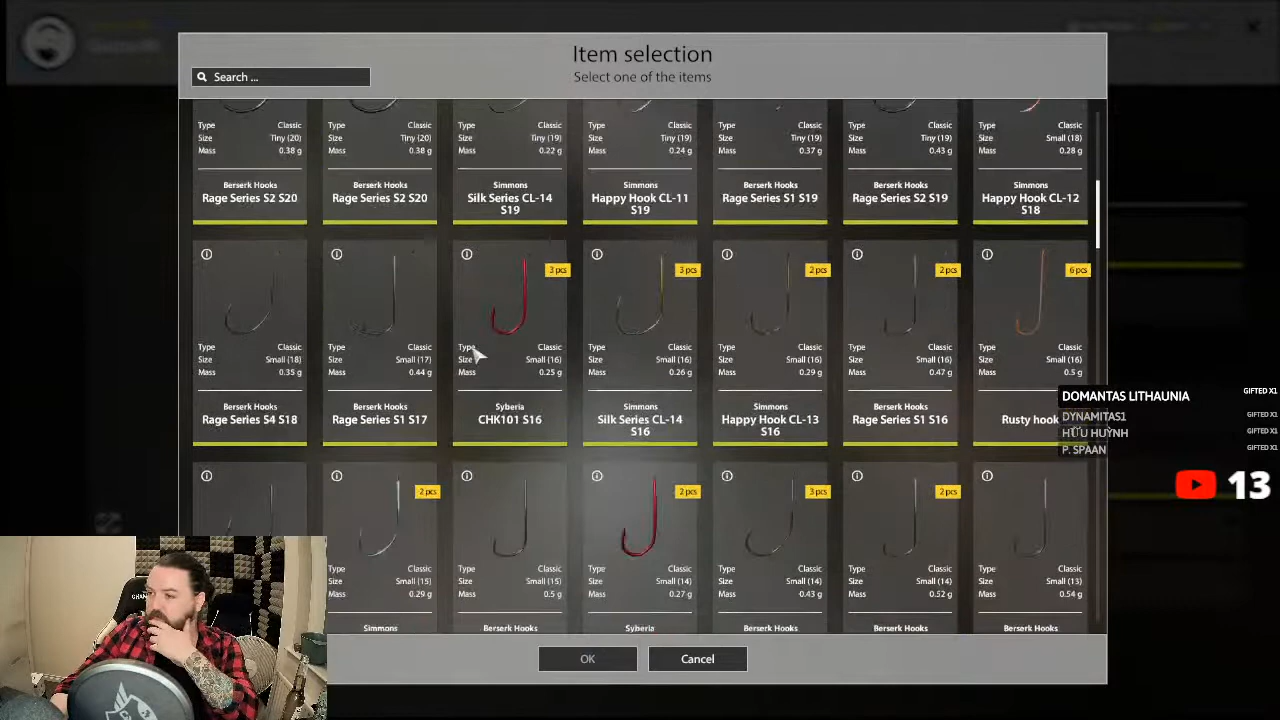 Item selection
Search ...
Select one of the items
Type Classic Type Classic Type Classic Type Classic Type Classic Type Classic Type Classic
Size Tiny (20) Size Tiny (20) Size Tiny (19) Size Tiny (19) Size Tiny (19) Size Tiny (19) Size Small (18)
Mass 0.38 g Mass 0.38 g Mass 0.22 g Mass 0.24 g Mass 0.37 g Mass 0.43 g Mass 0.28 g
Berserk Hooks Berserk Hooks Simmons Simmons Berserk Hooks Berserk Hooks Simmons
Rage Series S2 S20 Rage Series S2 S20 Silk Series CL-14 Happy Hook CL-11 Rage Series S1 S19 Rage Series S2 S19 Happy Hook CL-12
S19 S19 S18
3 pcs 3 pcs 2 pcs 2 pcs 6 pcs
Type Classic Type Classic Type Classic Type Classic Type Classic Type Classic Type Classic
Size Small (18) Size Small (17) Size Small (16) Size Small (16) Size Small (16) Size Small (16) Size Small (16)
Mass 0.35 g Mass 0.44 g Mass 0.25 g Mass 0.26 g Mass 0.29 g Mass 0.47 g Mass 0.5 g
Berserk Hooks Berserk Hooks Syberia Simmons Simmons Berserk Hooks
Rage Series S4 S18 Rage Series S1 S17 CHK101 S16 Silk Series CL-14 Happy Hook CL-13 Rage Series S1 S16 Rusty hook
S16 S16
DOMANTAS LITHAUNIA GIFTED X1
DYNAMITAS1 GIFTED X1
HỮU HUỲNH GIFTED X1
P. SPAAN GIFTED X1
13
2 pcs 2 pcs 3 pcs 2 pcs
Type Classic Type Classic Type Classic Type Classic Type Classic Type Classic
Size Small (15) Size Small (15) Size Small (14) Size Small (14) Size Small (14) Size Small (13)
Mass 0.29 g Mass 0.5 g Mass 0.27 g Mass 0.43 g Mass 0.52 g Mass 0.54 g
Simmons Berserk Hooks Syberia Berserk Hooks Berserk Hooks Berserk Hooks
OK Cancel